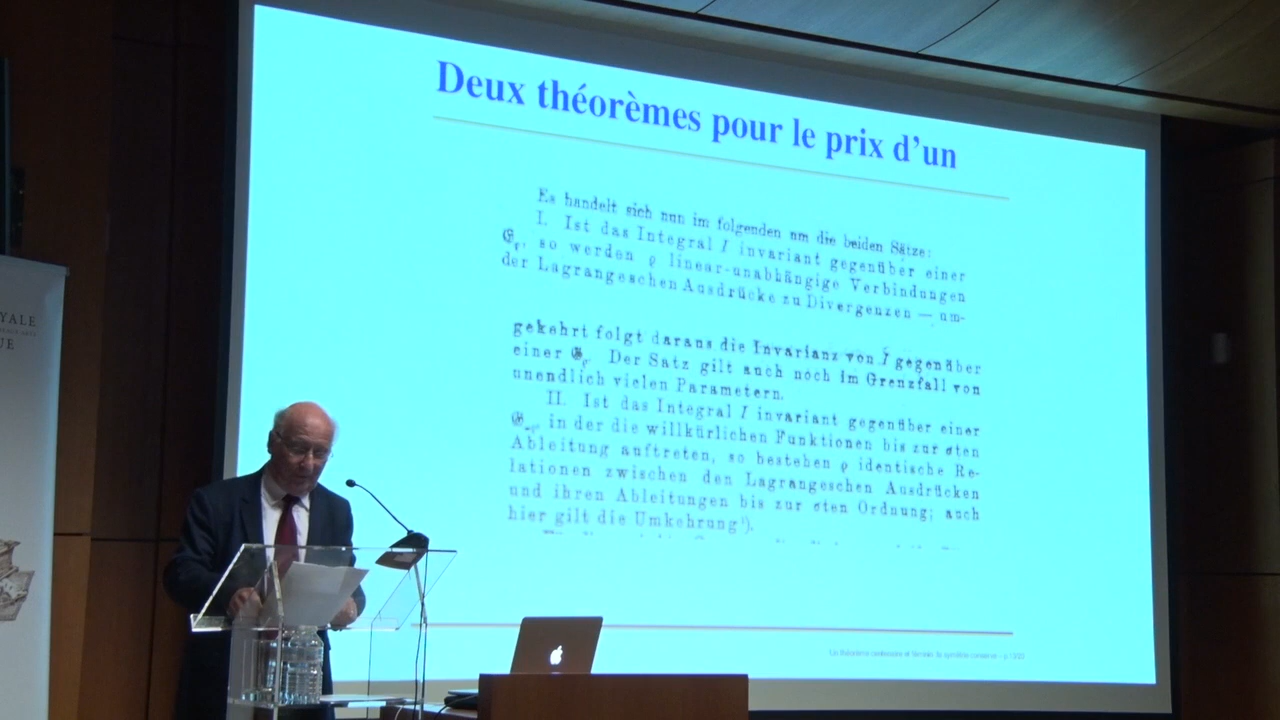 Deux théorèmes pour le prix d'un
Es handelt sich nun im folgenden um die beiden Sätze:
I. Ist das Integral I invariant gegenüber einer
𝔊ρ, so werden ρ linear-unabhängige Verbindungen
der Lagrangeschen Ausdrücke zu Divergenzen — um-
gekehrt folgt daraus die Invarianz von I gegenüber
einer 𝔊ρ. Der Satz gilt auch noch im Grenzfall von
unendlich vielen Parametern.
II. Ist das Integral I invariant gegenüber einer
𝔊∞ρ, in der die willkürlichen Funktionen bis zur σten
Ableitung auftreten, so bestehen ρ identische Re-
lationen zwischen den Lagrangeschen Ausdrücken
und ihren Ableitungen bis zur σten Ordnung; auch
hier gilt die Umkehrung¹).
YALE
UE